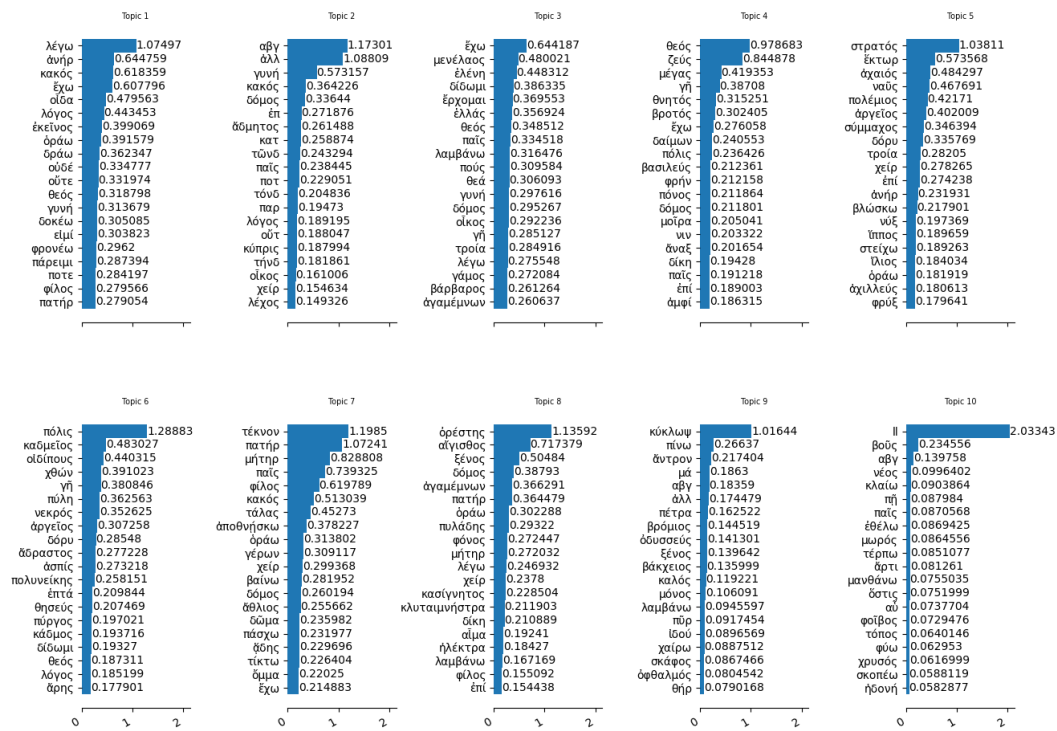 Topic 1
λέγω 1.07497
ἀνήρ 0.644759
κακός 0.618359
ἔχω 0.607796
οἶδα 0.479563
λόγος 0.443453
ἐκεῖνος 0.399069
ὁράω 0.391579
δράω 0.362347
οὐδέ 0.334777
οὔτε 0.331974
θεός 0.318798
γυνή 0.313679
δοκέω 0.305085
εἰμί 0.303823
φρονέω 0.2962
πάρειμι 0.287394
ποτε 0.284197
φίλος 0.279566
πατήρ 0.279054
Topic 2
αβγ 1.17301
ἀλλ 1.08809
γυνή 0.573157
κακός 0.364226
δόμος 0.33644
ἐπ 0.271876
ἄδμητος 0.261488
κατ 0.258874
τῶνδ 0.243294
παῖς 0.238445
ποτ 0.229051
τόνδ 0.204836
παρ 0.19473
λόγος 0.189195
οὔτ 0.188047
κύπρις 0.187994
τήνδ 0.181861
οἶκος 0.161006
χείρ 0.154634
λέχος 0.149326
Topic 3
ἔχω 0.644187
μενέλαος 0.480021
ἑλένη 0.448312
δίδωμι 0.386335
ἔρχομαι 0.369553
ἑλλάς 0.356924
θεός 0.348512
παῖς 0.334518
λαμβάνω 0.316476
πούς 0.309584
θεά 0.306093
γυνή 0.297616
δόμος 0.295267
οἶκος 0.292236
γῆ 0.285127
τροία 0.284916
λέγω 0.275548
γάμος 0.272084
βάρβαρος 0.261264
ἀγαμέμνων 0.260637
Topic 4
θεός 0.978683
ζεύς 0.844878
μέγας 0.419353
γῆ 0.38708
θνητός 0.315251
βροτός 0.302405
ἔχω 0.276058
δαίμων 0.240553
πόλις 0.236426
βασιλεύς 0.212361
φρήν 0.212158
πόνος 0.211864
δόμος 0.211801
μοῖρα 0.205041
νιν 0.203322
ἄναξ 0.201654
δίκη 0.19428
παῖς 0.191218
ἐπί 0.189003
ἀμφί 0.186315
Topic 5
στρατός 1.03811
ἕκτωρ 0.573568
ἀχαιός 0.484297
ναῦς 0.467691
πολέμιος 0.42171
ἀργεῖος 0.402009
σύμμαχος 0.346394
δόρυ 0.335769
τροία 0.28205
χείρ 0.278265
ἐπί 0.274238
ἀνήρ 0.231931
βλώσκω 0.217901
νύξ 0.197369
ἵππος 0.189659
στείχω 0.189263
ἴλιος 0.184034
ὁράω 0.181919
ἀχιλλεύς 0.180613
φρύξ 0.179641
Topic 6
πόλις 1.28883
καδμεῖος 0.483027
οἰδίπους 0.440315
χθών 0.391023
γῆ 0.380846
πύλη 0.362563
νεκρός 0.352625
ἀργεῖος 0.307258
δόρυ 0.28548
ἄδραστος 0.277228
ἀσπίς 0.273218
πολυνείκης 0.258151
ἑπτά 0.209844
θησεύς 0.207469
πύργος 0.197021
κάδμος 0.193716
δίδωμι 0.19327
θεός 0.187311
λόγος 0.185199
ἄρης 0.177901
0 1 2
Topic 7
τέκνον 1.1985
πατήρ 1.07241
μήτηρ 0.828808
παῖς 0.739325
φίλος 0.619789
κακός 0.513039
τάλας 0.45273
ἀποθνήσκω 0.378227
ὁράω 0.313802
γέρων 0.309117
χείρ 0.299368
βαίνω 0.281952
δόμος 0.260194
ἄθλιος 0.255662
δῶμα 0.235982
πάσχω 0.231977
ᾅδης 0.229696
τίκτω 0.226404
ὄμμα 0.22025
ἔχω 0.214883
0 1 2
Topic 8
ὀρέστης 1.13592
αἴγισθος 0.717379
ξένος 0.50484
δόμος 0.38793
ἀγαμέμνων 0.366291
πατήρ 0.364479
ὁράω 0.302288
πυλάδης 0.29322
φόνος 0.272447
μήτηρ 0.272032
λέγω 0.246932
χείρ 0.2378
κασίγνητος 0.228504
κλυταιμνήστρα 0.211903
δίκη 0.210889
αἷμα 0.19241
ἠλέκτρα 0.18427
λαμβάνω 0.167169
φίλος 0.155092
ἐπί 0.154438
0 1 2
Topic 9
κύκλωψ 1.01644
πίνω 0.26637
ἄντρον 0.217404
μά 0.1863
αβγ 0.18359
ἀλλ 0.174479
πέτρα 0.162522
βρόμιος 0.144519
ὀδυσσεύς 0.141301
ξένος 0.139642
βάκχειος 0.135999
καλός 0.119221
μόνος 0.106091
λαμβάνω 0.0945597
πῦρ 0.0917454
ἰδού 0.0896569
χαίρω 0.0887512
σκάφος 0.0867466
ὀφθαλμός 0.0804542
θήρ 0.0790168
0 1 2
Topic 10
ll 2.03343
βοῦς 0.234556
αβγ 0.139758
νέος 0.0996402
κλαίω 0.0903864
πῇ 0.087984
παῖς 0.0870568
ἐθέλω 0.0869425
μωρός 0.0864556
τέρπω 0.0851077
ἄρτι 0.081261
μανθάνω 0.0755035
ὅστις 0.0751999
αὖ 0.0737704
φοῖβος 0.0729476
τόπος 0.0640146
φύω 0.062953
χρυσός 0.0616999
σκοπέω 0.0588119
ἡδονή 0.0582877
0 1 2